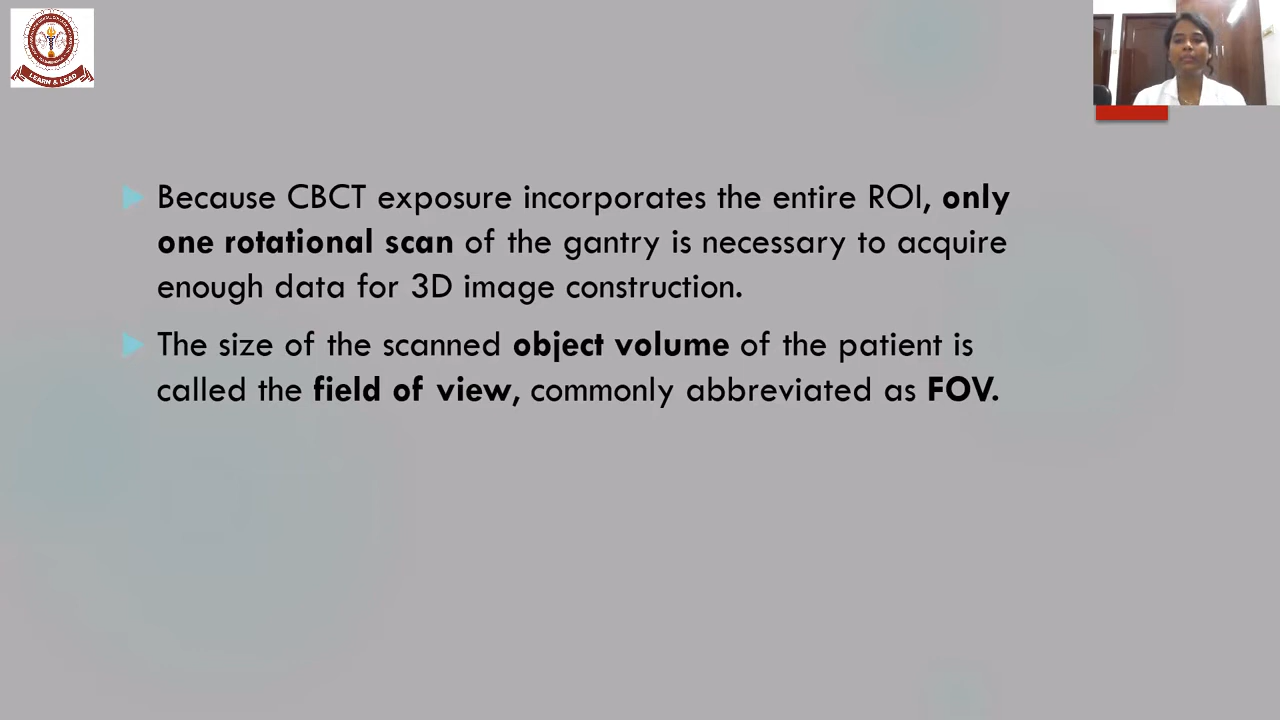 LEARN & LEAD
Because CBCT exposure incorporates the entire ROI, only
one rotational scan of the gantry is necessary to acquire
enough data for 3D image construction.
The size of the scanned object volume of the patient is
called the field of view, commonly abbreviated as FOV.